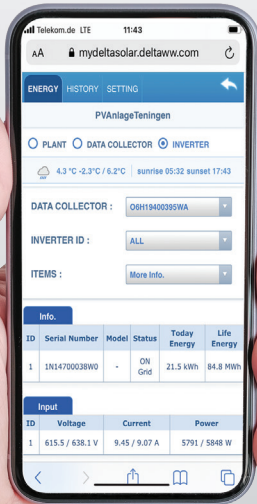 Telekom.de LTE 11:43
AA mydeltasolar.deltaww.com
ENERGY HISTORY SETTING
PVAnlageTeningen
PLANT DATA COLLECTOR INVERTER
4.3 °C -2.3°C / 6.2°C sunrise 05:32 sunset 17:43
DATA COLLECTOR : O6H19400395WA
INVERTER ID : ALL
ITEMS : More Info.
Info.
ID Serial Number Model Status Today Energy Life Energy
1 1N14700038W0 - ON Grid 21.5 kWh 84.8 MWh
Input
ID Voltage Current Power
1 615.5 / 638.1 V 9.45 / 9.07 A 5791 / 5848 W